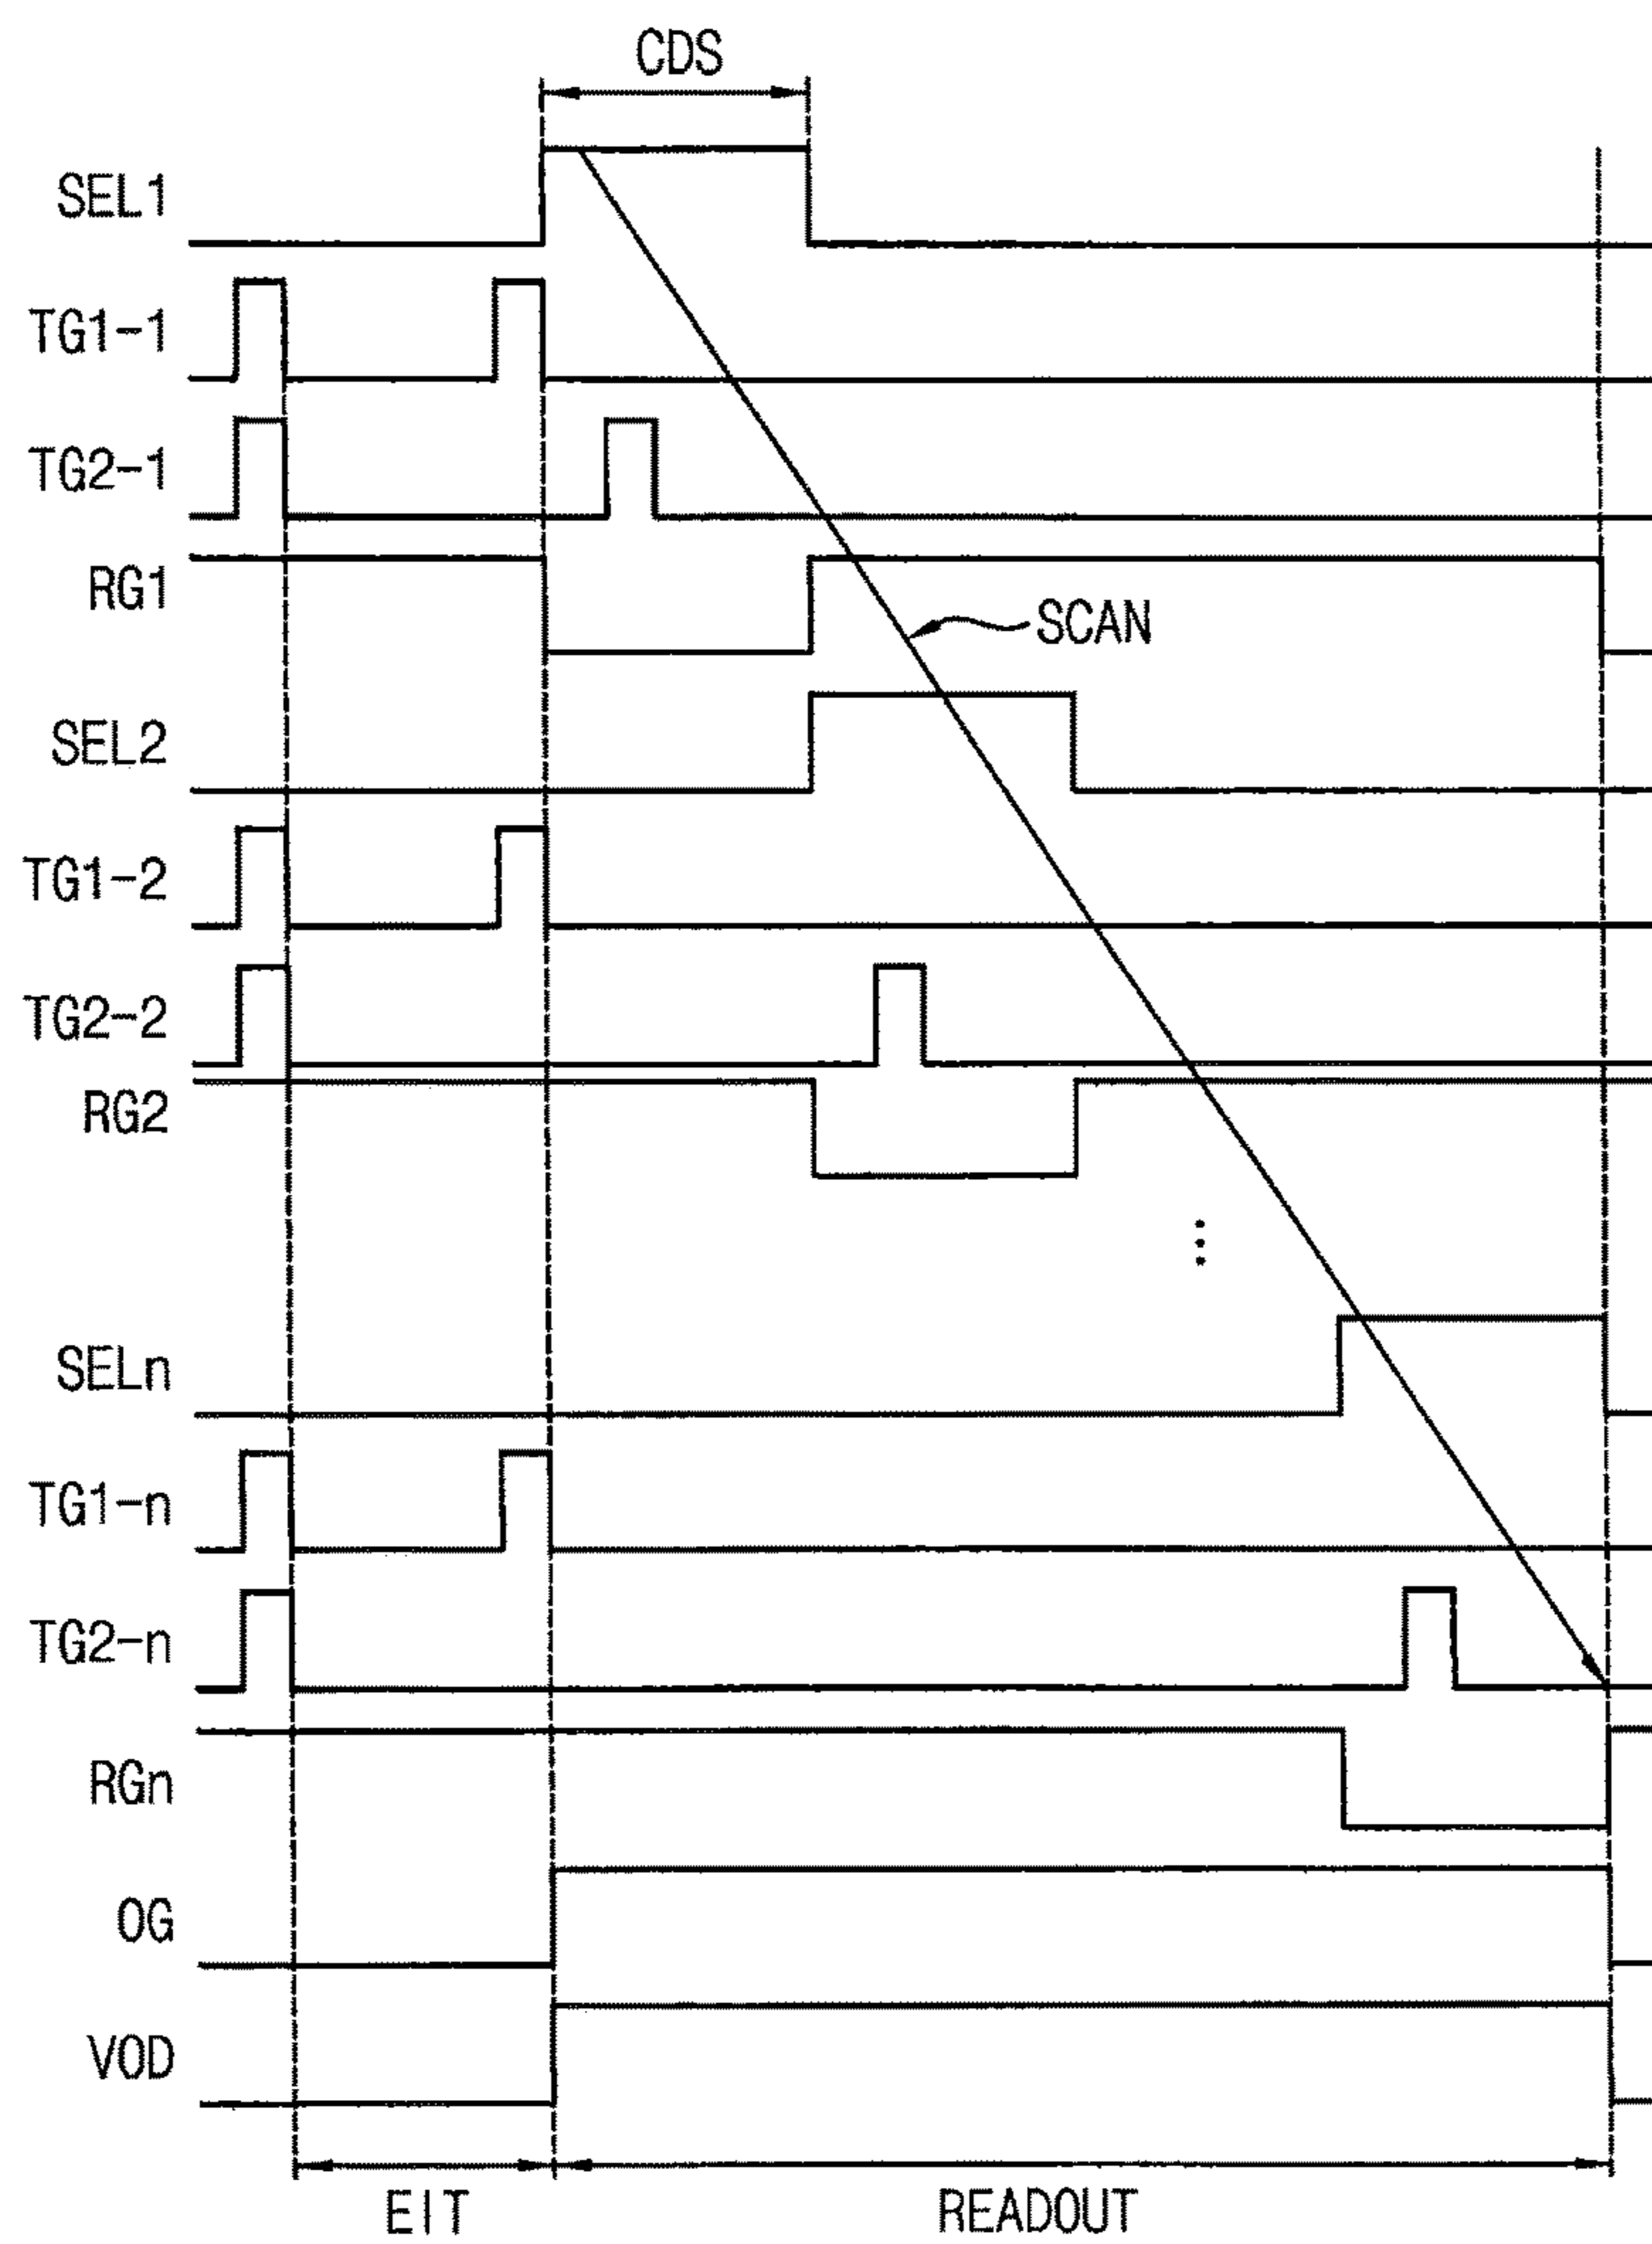 CDS
SEL1
TG1-1
TG2-1
RG1
SCAN
SEL2
TG1-2
TG2-2
RG2
SELn
TG1-n
TG2-n
RGn
OG
VOD
EIT
READOUT